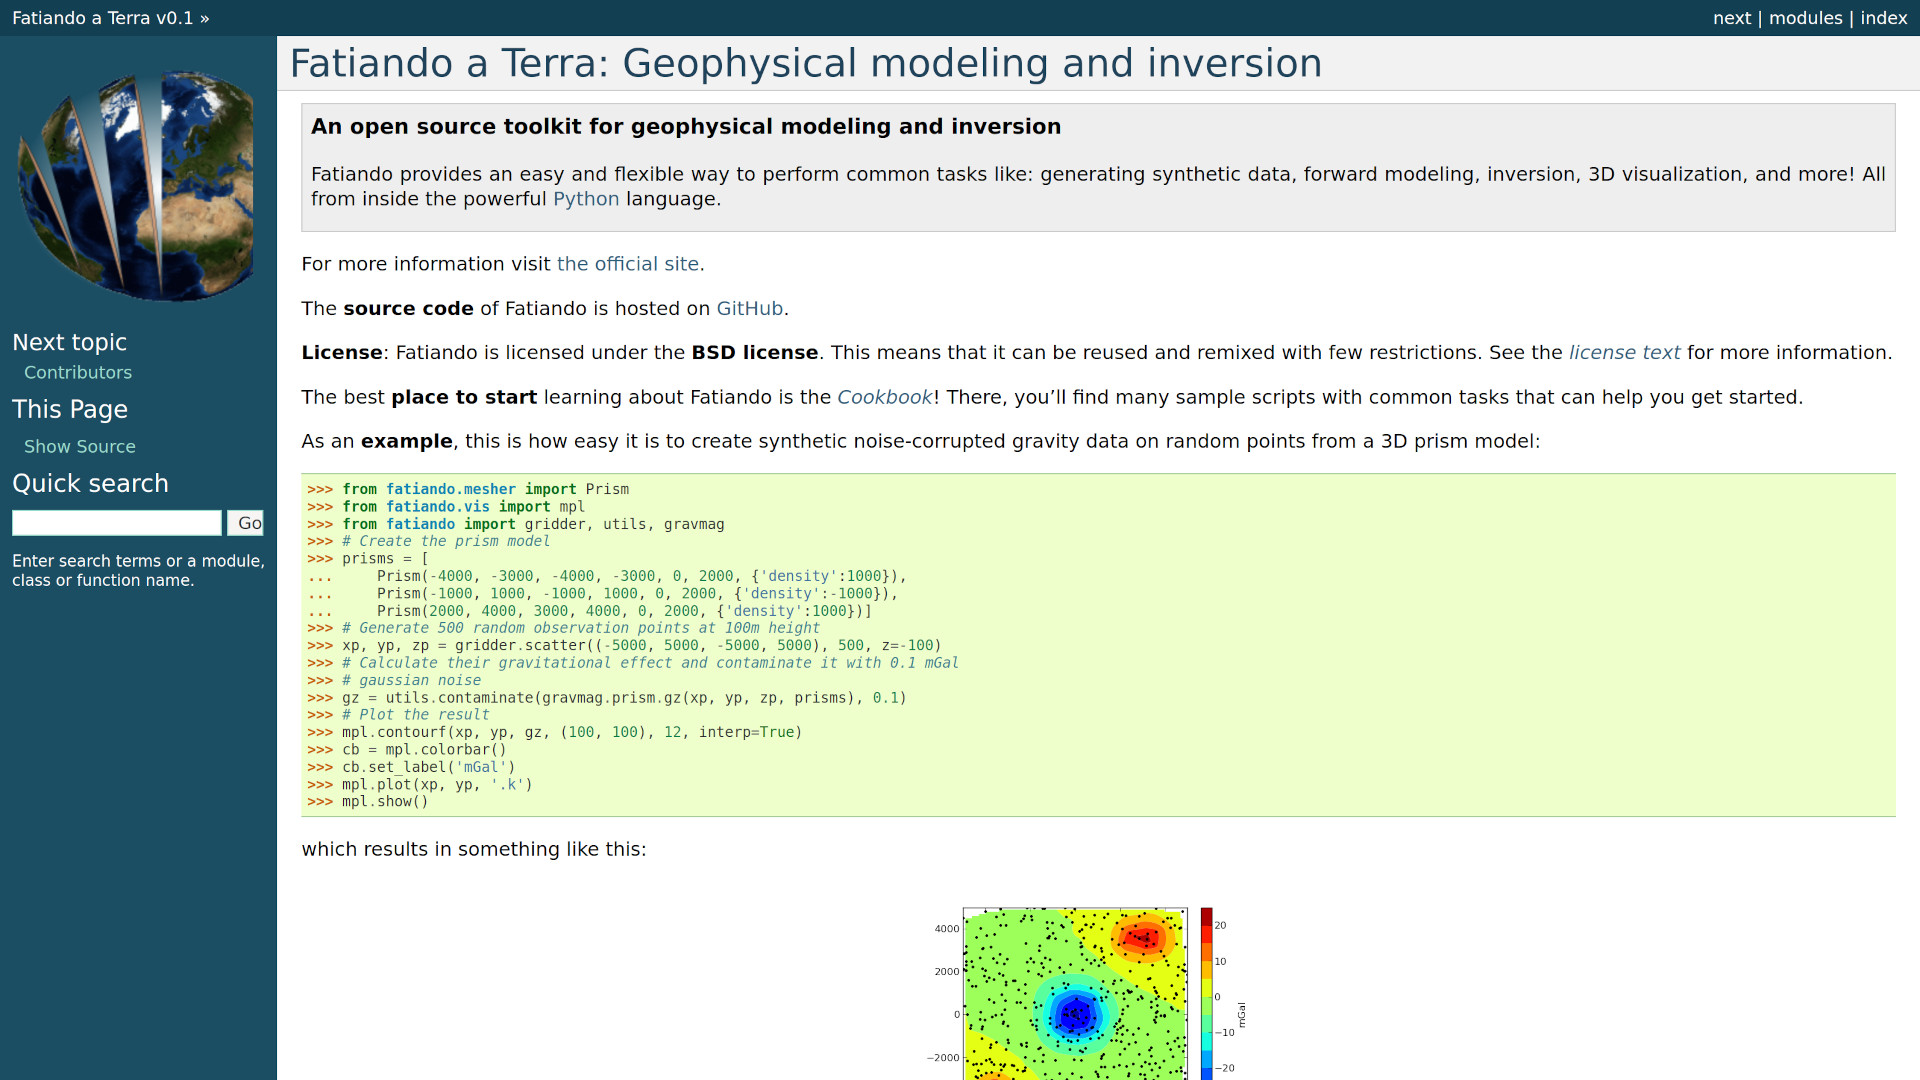 Fatiando a Terra v0.1 »
next | modules | index
Next topic
Contributors
This Page
Show Source
Quick search
Go
Enter search terms or a module,
class or function name.
Fatiando a Terra: Geophysical modeling and inversion
An open source toolkit for geophysical modeling and inversion
Fatiando provides an easy and flexible way to perform common tasks like: generating synthetic data, forward modeling, inversion, 3D visualization, and more! All
from inside the powerful Python language.
For more information visit the official site.
The source code of Fatiando is hosted on GitHub.
License: Fatiando is licensed under the BSD license. This means that it can be reused and remixed with few restrictions. See the license text for more information.
The best place to start learning about Fatiando is the Cookbook! There, you’ll find many sample scripts with common tasks that can help you get started.
As an example, this is how easy it is to create synthetic noise-corrupted gravity data on random points from a 3D prism model:
>>> from fatiando.mesher import Prism
>>> from fatiando.vis import mpl
>>> from fatiando import gridder, utils, gravmag
>>> # Create the prism model
>>> prisms = [
...     Prism(-4000, -3000, -4000, -3000, 0, 2000, {'density':1000}),
...     Prism(-1000, 1000, -1000, 1000, 0, 2000, {'density':-1000}),
...     Prism(2000, 4000, 3000, 4000, 0, 2000, {'density':1000})]
>>> # Generate 500 random observation points at 100m height
>>> xp, yp, zp = gridder.scatter((-5000, 5000, -5000, 5000), 500, z=-100)
>>> # Calculate their gravitational effect and contaminate it with 0.1 mGal
>>> # gaussian noise
>>> gz = utils.contaminate(gravmag.prism.gz(xp, yp, zp, prisms), 0.1)
>>> # Plot the result
>>> mpl.contourf(xp, yp, gz, (100, 100), 12, interp=True)
>>> cb = mpl.colorbar()
>>> cb.set_label('mGal')
>>> mpl.plot(xp, yp, '.k')
>>> mpl.show()
which results in something like this:
4000
2000
0
−2000
20
10
0
−10
−20
mGal